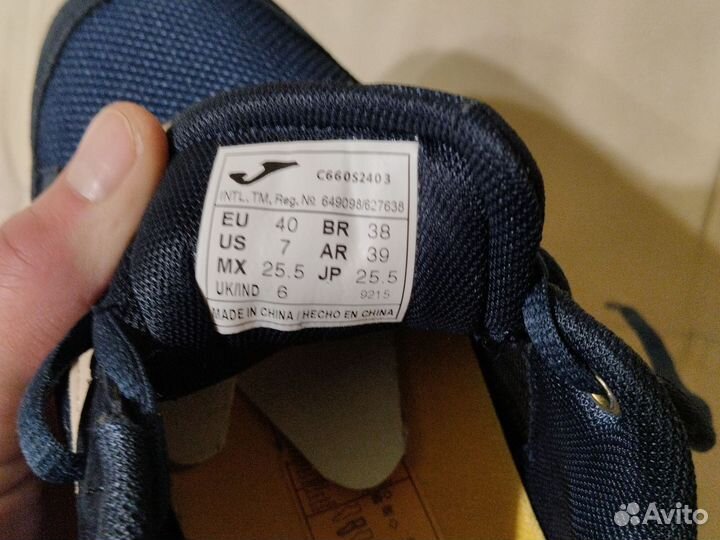 C660S2403
INTL. TM. Reg. № 649098/627638
EU 40 BR 38
US 7 AR 39
MX 25.5 JP 25.5
UK/IND 6 9215
MADE IN CHINA / HECHO EN CHINA
Avito